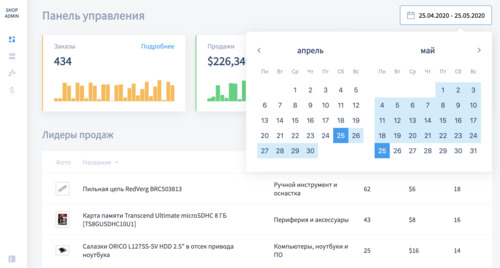 SHOP
ADMIN
Панель управления
25.04.2020 - 25.05.2020
Заказы
Подробнее
434
Продажи
$226,34
апрель
май
Пн Вт Ср Чт Пт Сб Вс
Пн Вт Ср Чт Пт Сб Вс
1 2 3 4 5
1 2 3
6 7 8 9 10 11 12
4 5 6 7 8 9 10
13 14 15 16 17 18 19
11 12 13 14 15 16 17
20 21 22 23 24 25 26
18 19 20 21 22 23 24
27 28 29 30
25 26 27 28 29 30 31
Лидеры продаж
Фото
Название
Пильная цепь RedVerg BRC503813
Ручной инструмент и
оснастка
62
$6
18
Карта памяти Transcend Ultimate microSDHC 8 ГБ
[TS8GUSDHC10U1]
Периферия и аксессуары
43
$8
16
Салазки ORICO L127SS-SV HDD 2.5" в отсек привода
ноутбука
Компьютеры, ноутбуки и
ПО
25
$16
14